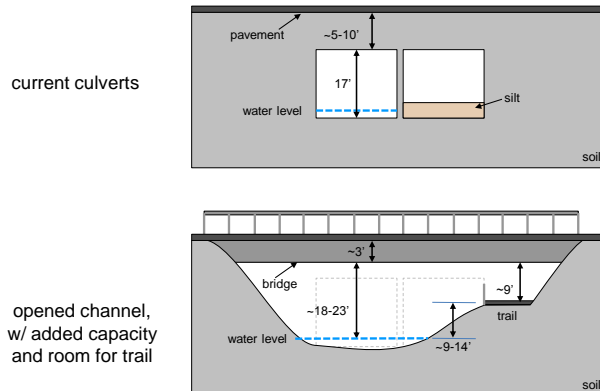 pavement
~5-10'
current culverts
17'
water level
silt
soil
~3'
bridge
~9'
~18-23'
opened channel,
w/ added capacity
and room for trail
trail
water level
~9-14'
soil